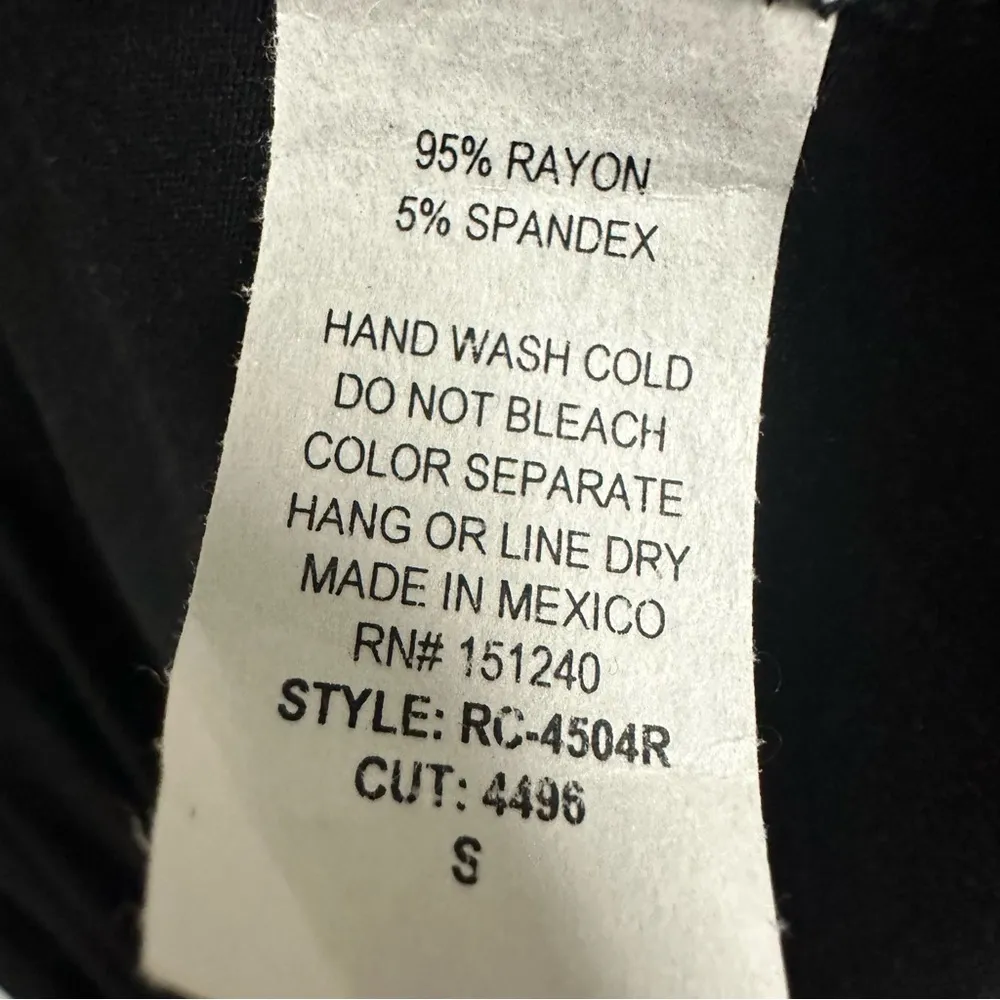 95% RAYON
5% SPANDEX
HAND WASH COLD
DO NOT BLEACH
COLOR SEPARATE
HANG OR LINE DRY
MADE IN MEXICO
RN# 151240
STYLE: RC-4504R
CUT: 4496
S